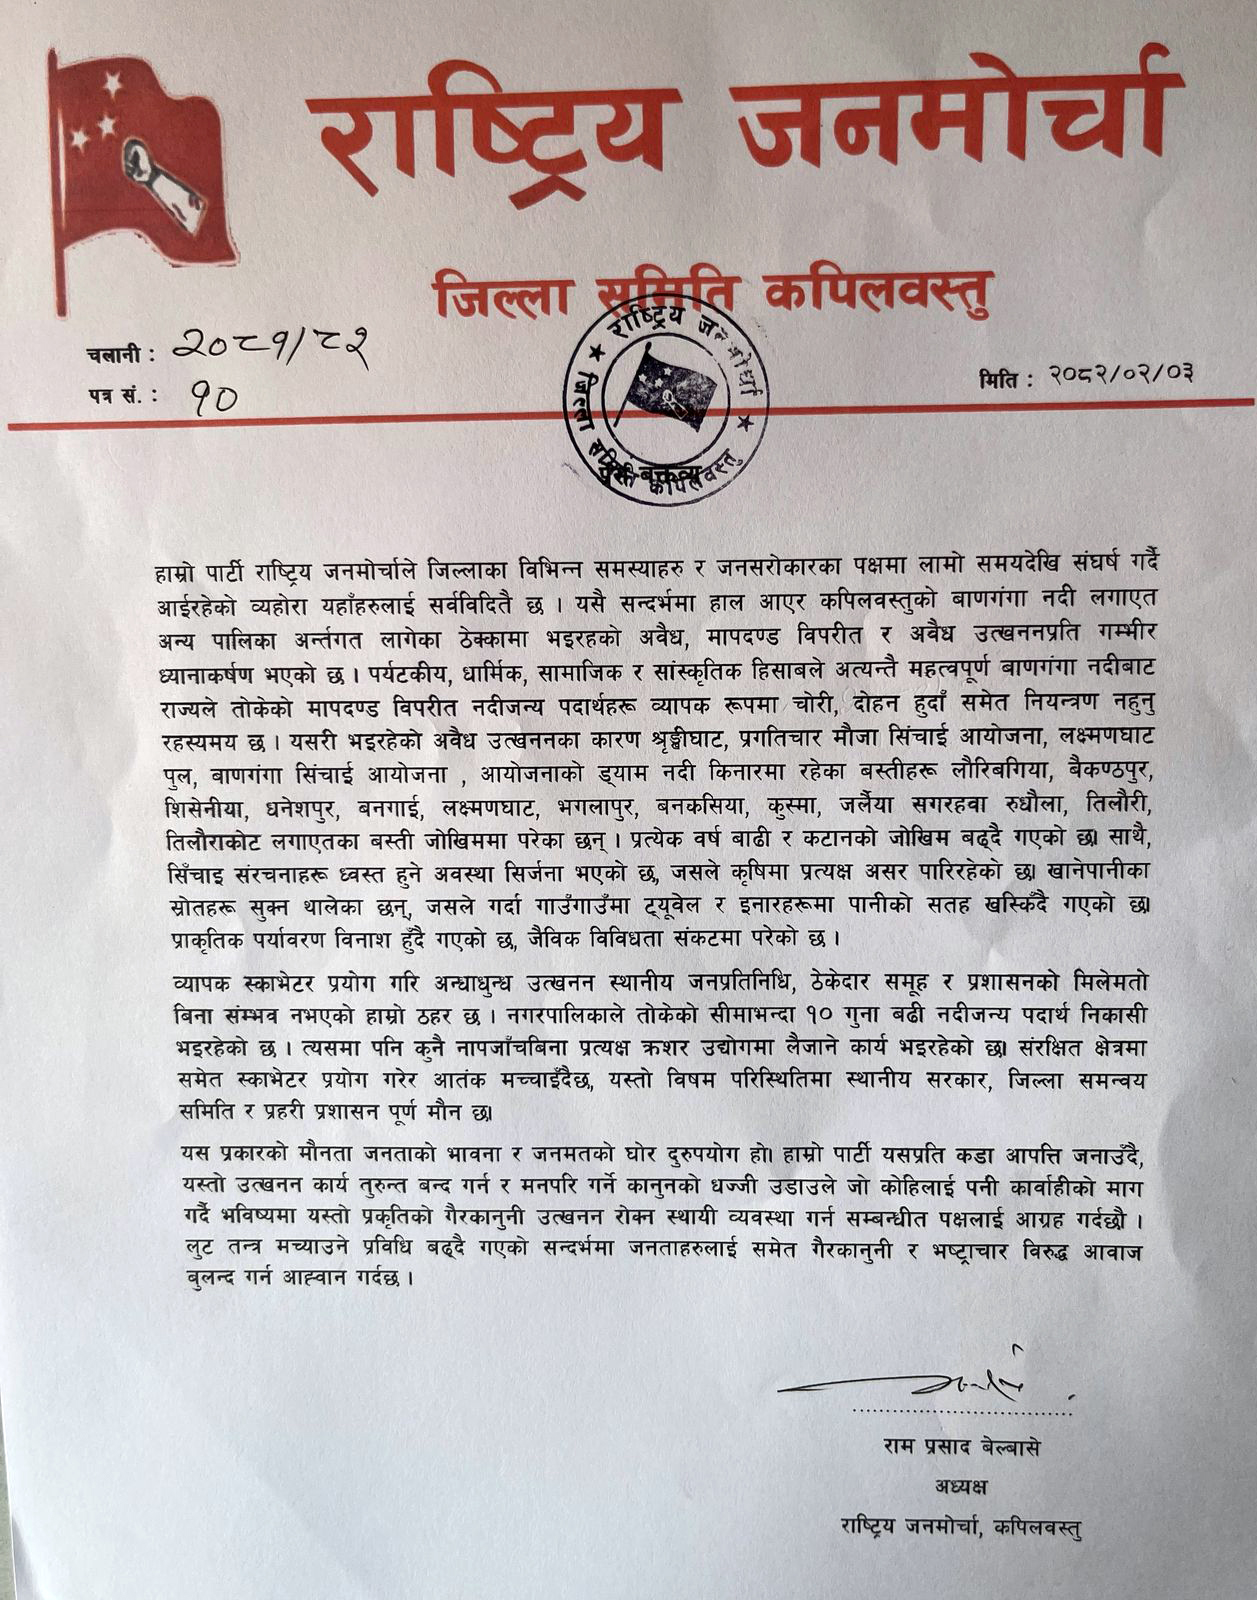 राष्ट्रिय जनमोर्चा
जिल्ला समिति कपिलवस्तु
चलानी : २०८१/८२
पत्र सं. : १०
मिति : २०८२/०२/०३
राष्ट्रिय जनमोर्चा
जिल्ला समिति कपिलवस्तु
बक्तव्य
हाम्रो पार्टी राष्ट्रिय जनमोर्चाले जिल्लाका विभिन्न समस्याहरु र जनसरोकारका पक्षमा लामो समयदेखि संघर्ष गर्दै
आईरहेको व्यहोरा यहाँहरुलाई सर्वविदितै छ । यसै सन्दर्भमा हाल आएर कपिलवस्तुको बाणगंगा नदी लगाएत
अन्य पालिका अर्न्तगत लागेका ठेक्कामा भइरहको अवैध, मापदण्ड विपरीत र अवैध उत्खननप्रति गम्भीर
ध्यानाकर्षण भएको छ । पर्यटकीय, धार्मिक, सामाजिक र सांस्कृतिक हिसाबले अत्यन्तै महत्वपूर्ण बाणगंगा नदीबाट
राज्यले तोकेको मापदण्ड विपरीत नदीजन्य पदार्थहरू व्यापक रूपमा चोरी, दोहन हुदाँ समेत नियन्त्रण नहुनु
रहस्यमय छ । यसरी भइरहेको अवैध उत्खननका कारण श्रृङ्गीघाट, प्रगतिचार मौजा सिंचाई आयोजना, लक्ष्मणघाट
पुल, बाणगंगा सिंचाई आयोजना , आयोजनाको ड्याम नदी किनारमा रहेका बस्तीहरू लौरिबगिया, बैकण्ठपुर,
शिसेनीया, धनेशपुर, बनगाई, लक्ष्मणघाट, भगलापुर, बनकसिया, कुस्मा, जर्लैया सगरहवा रुधौला, तिलौरी,
तिलौराकोट लगाएतका बस्ती जोखिममा परेका छन् । प्रत्येक वर्ष बाढी र कटानको जोखिम बढ्दै गएको छ। साथै,
सिँचाइ संरचनाहरू ध्वस्त हुने अवस्था सिर्जना भएको छ, जसले कृषिमा प्रत्यक्ष असर पारिरहेको छ। खानेपानीका
स्रोतहरू सुक्न थालेका छन्, जसले गर्दा गाउँगाउँमा ट्यूवेल र इनारहरूमा पानीको सतह खस्किँदै गएको छ।
प्राकृतिक पर्यावरण विनाश हुँदै गएको छ, जैविक विविधता संकटमा परेको छ ।
व्यापक स्काभेटर प्रयोग गरि अन्धाधुन्ध उत्खनन स्थानीय जनप्रतिनिधि, ठेकेदार समूह र प्रशासनको मिलेमतो
बिना संम्भव नभएको हाम्रो ठहर छ । नगरपालिकाले तोकेको सीमाभन्दा १० गुना बढी नदीजन्य पदार्थ निकासी
भइरहेको छ । त्यसमा पनि कुनै नापजाँचबिना प्रत्यक्ष क्रशर उद्योगमा लैजाने कार्य भइरहेको छ। संरक्षित क्षेत्रमा
समेत स्काभेटर प्रयोग गरेर आतंक मच्चाइँदैछ, यस्तो विषम परिस्थितिमा स्थानीय सरकार, जिल्ला समन्वय
समिति र प्रहरी प्रशासन पूर्ण मौन छ।
यस प्रकारको मौनता जनताको भावना र जनमतको घोर दुरुपयोग हो। हाम्रो पार्टी यसप्रति कडा आपत्ति जनाउँदै,
यस्तो उत्खनन कार्य तुरुन्त बन्द गर्न र मनपरि गर्ने कानुनको धज्जी उडाउले जो कोहिलाई पनी कार्वाहीको माग
गर्दै भविष्यमा यस्तो प्रकृतिको गैरकानुनी उत्खनन रोक्न स्थायी व्यवस्था गर्न सम्बन्धीत पक्षलाई आग्रह गर्दछौ ।
लुट तन्त्र मच्याउने प्रविधि बढ्दै गएको सन्दर्भमा जनताहरुलाई समेत गैरकानुनी र भष्ट्राचार विरुद्ध आवाज
बुलन्द गर्न आह्वान गर्दछ ।
राम प्रसाद बेल्बासे
अध्यक्ष
राष्ट्रिय जनमोर्चा, कपिलवस्तु